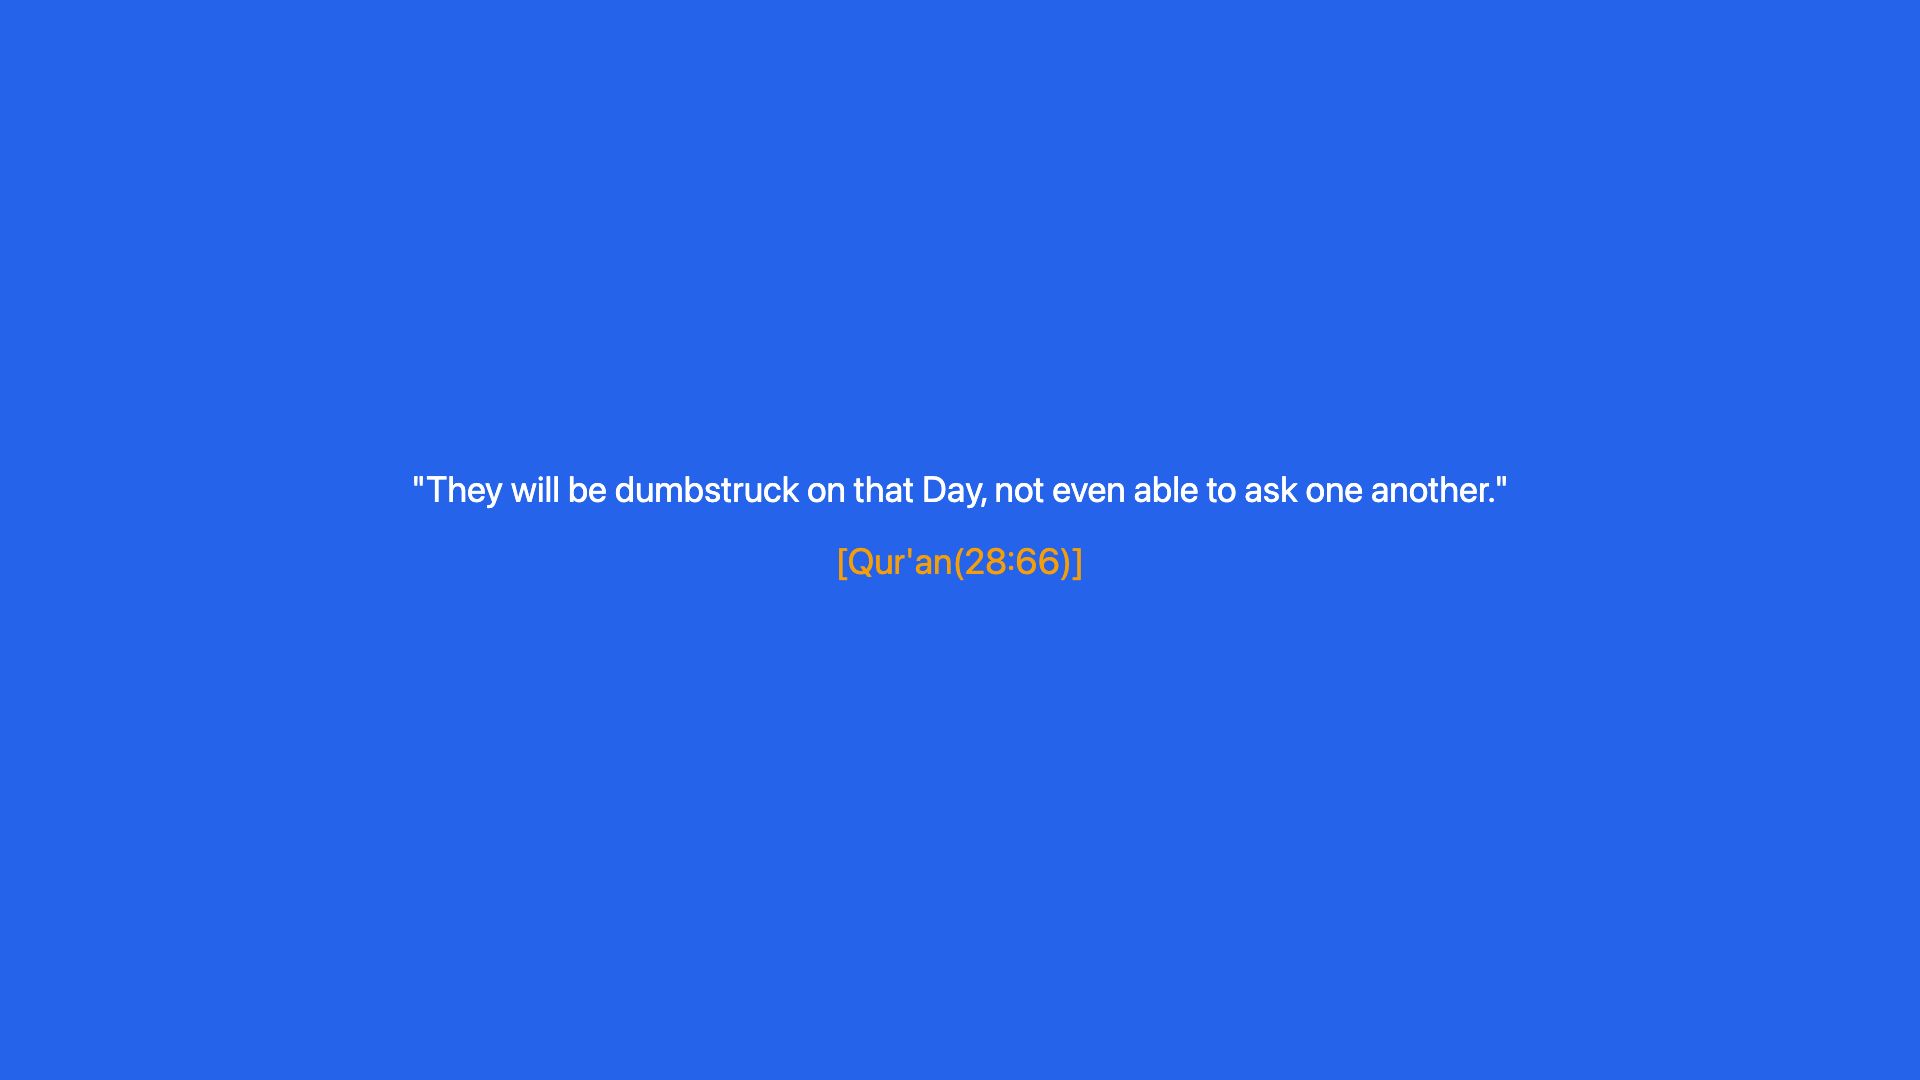 "They will be dumbstruck on that Day, not even able to ask one another."
[Qur'an(28:66)]